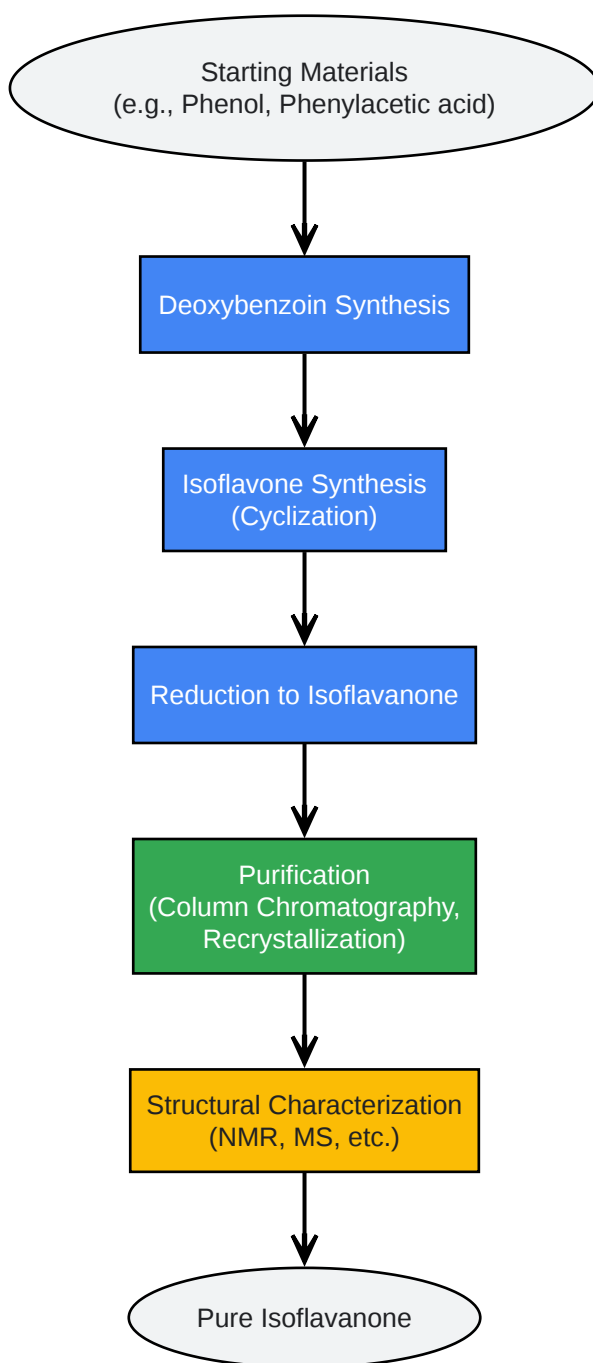 Starting Materials
(e.g., Phenol, Phenylacetic acid)
Deoxybenzoin Synthesis
Isoflavone Synthesis
(Cyclization)
Reduction to Isoflavanone
Purification
(Column Chromatography,
Recrystallization)
Structural Characterization
(NMR, MS, etc.)
Pure Isoflavanone